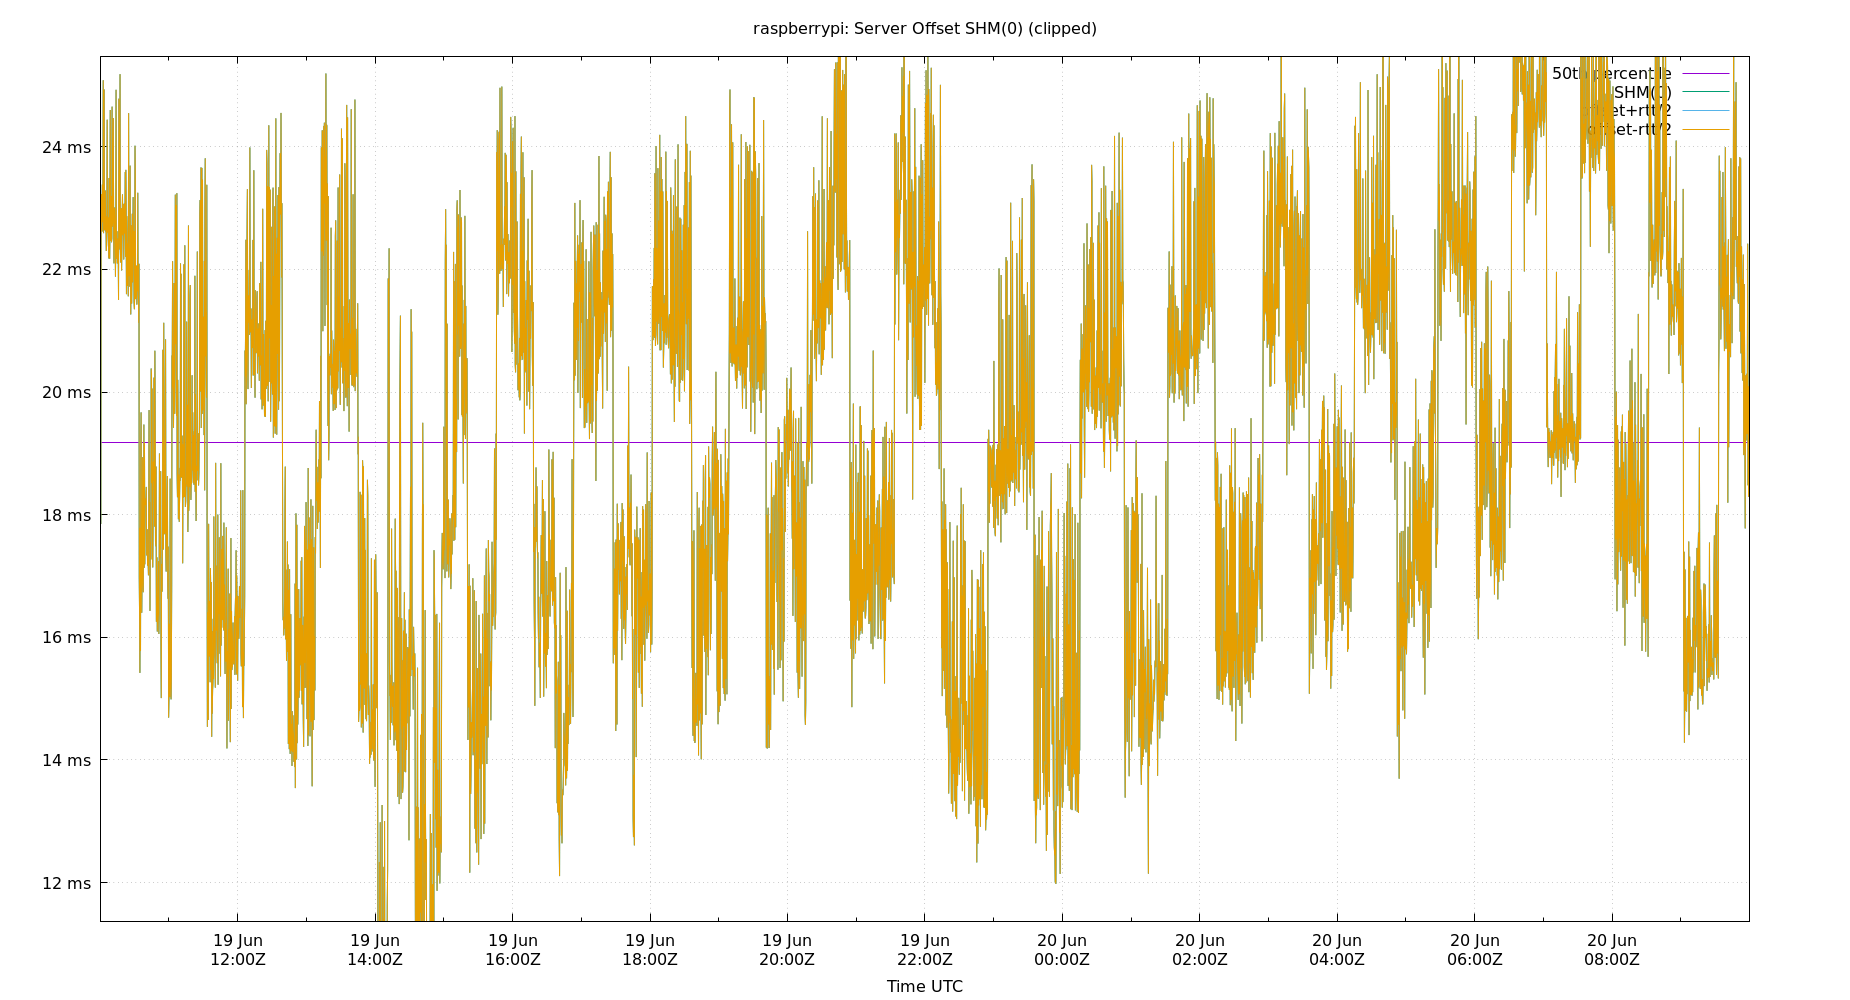 raspberrypi: Server Offset SHM(0) (clipped)
50th percentile
SHM(0)
offset+rtt/2
offset-rtt/2
24 ms
22 ms
20 ms
18 ms
16 ms
14 ms
12 ms
19 Jun 19 Jun 19 Jun 19 Jun 19 Jun 19 Jun 20 Jun 20 Jun 20 Jun 20 Jun 20 Jun
12:00Z 14:00Z 16:00Z 18:00Z 20:00Z 22:00Z 00:00Z 02:00Z 04:00Z 06:00Z 08:00Z
Time UTC